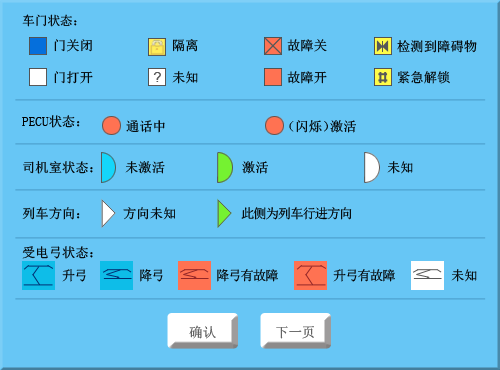 车门状态:
门关闭 隔离 故障关 检测到障碍物
门打开 ? 未知 故障开 紧急解锁
PECU状态: 通话中 (闪烁)激活
司机室状态: 未激活 激活 未知
列车方向: 方向未知 此侧为列车行进方向
受电弓状态:
升弓 降弓 降弓有故障 升弓有故障 未知
确认 下一页